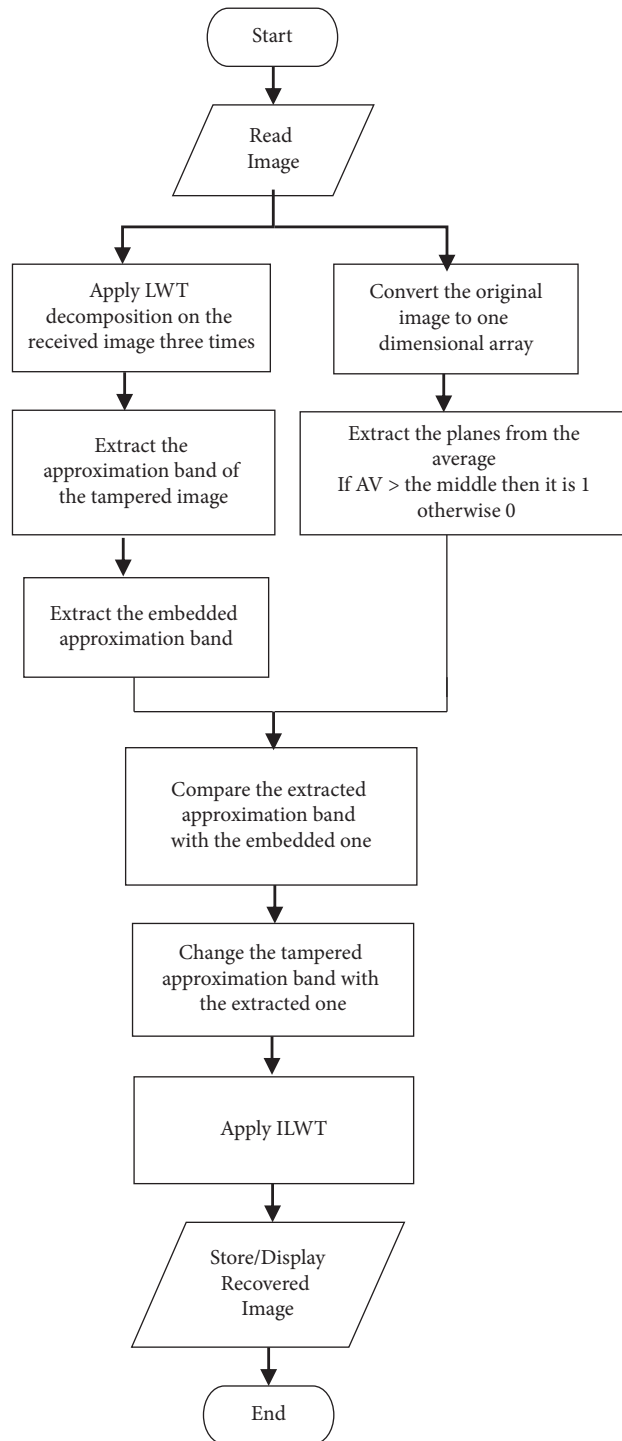 Start
Read
Image
Apply LWT
decomposition on the
received image three times
Convert the original
image to one
dimensional array
Extract the
approximation band of
the tampered image
Extract the planes from the
average
If AV > the middle then it is 1
otherwise 0
Extract the embedded
approximation band
Compare the extracted
approximation band
with the embedded one
Change the tampered
approximation band with
the extracted one
Apply ILWT
Store/Display
Recovered
Image
End